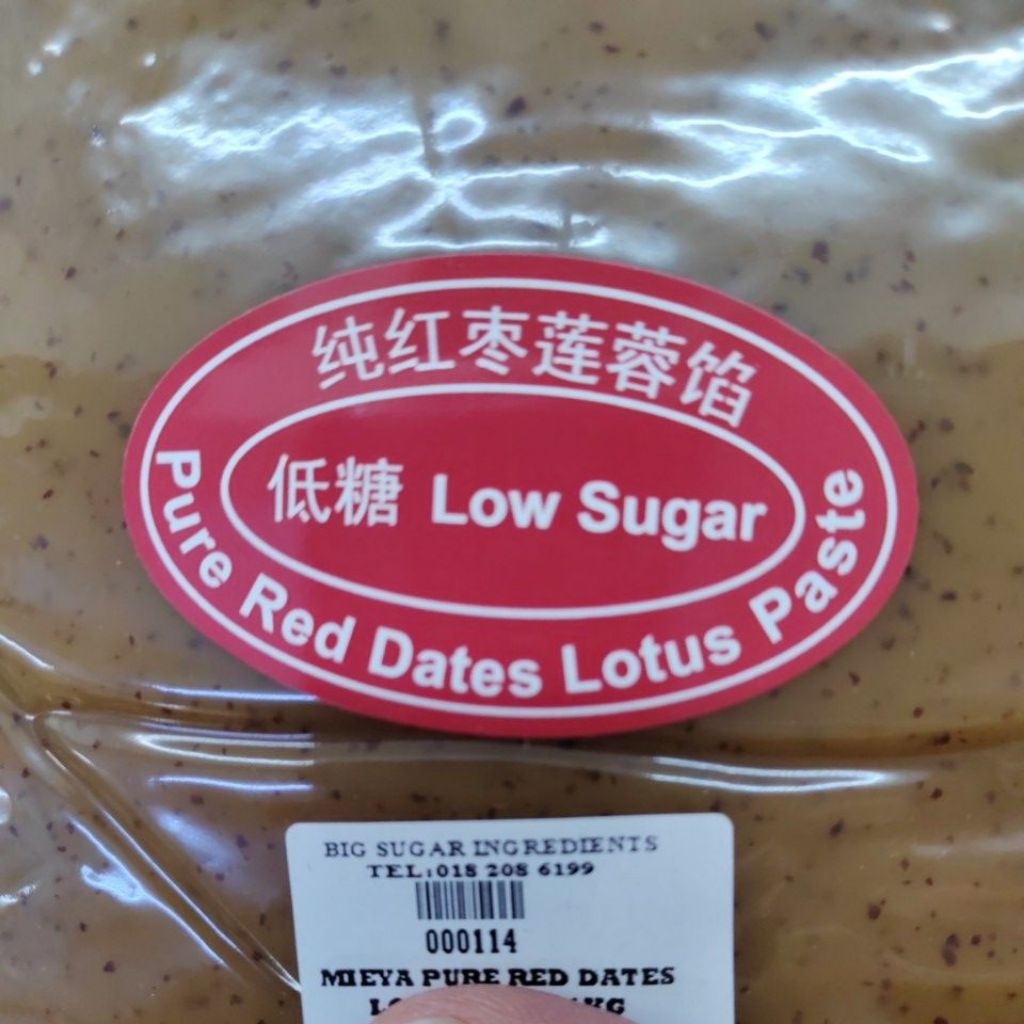 纯红枣莲蓉馅
低糖 Low Sugar
Pure Red Dates Lotus Paste
BIG SUGAR INGREDIENTS
TEL:018 208 6199
000114
MIEYA PURE RED DATES